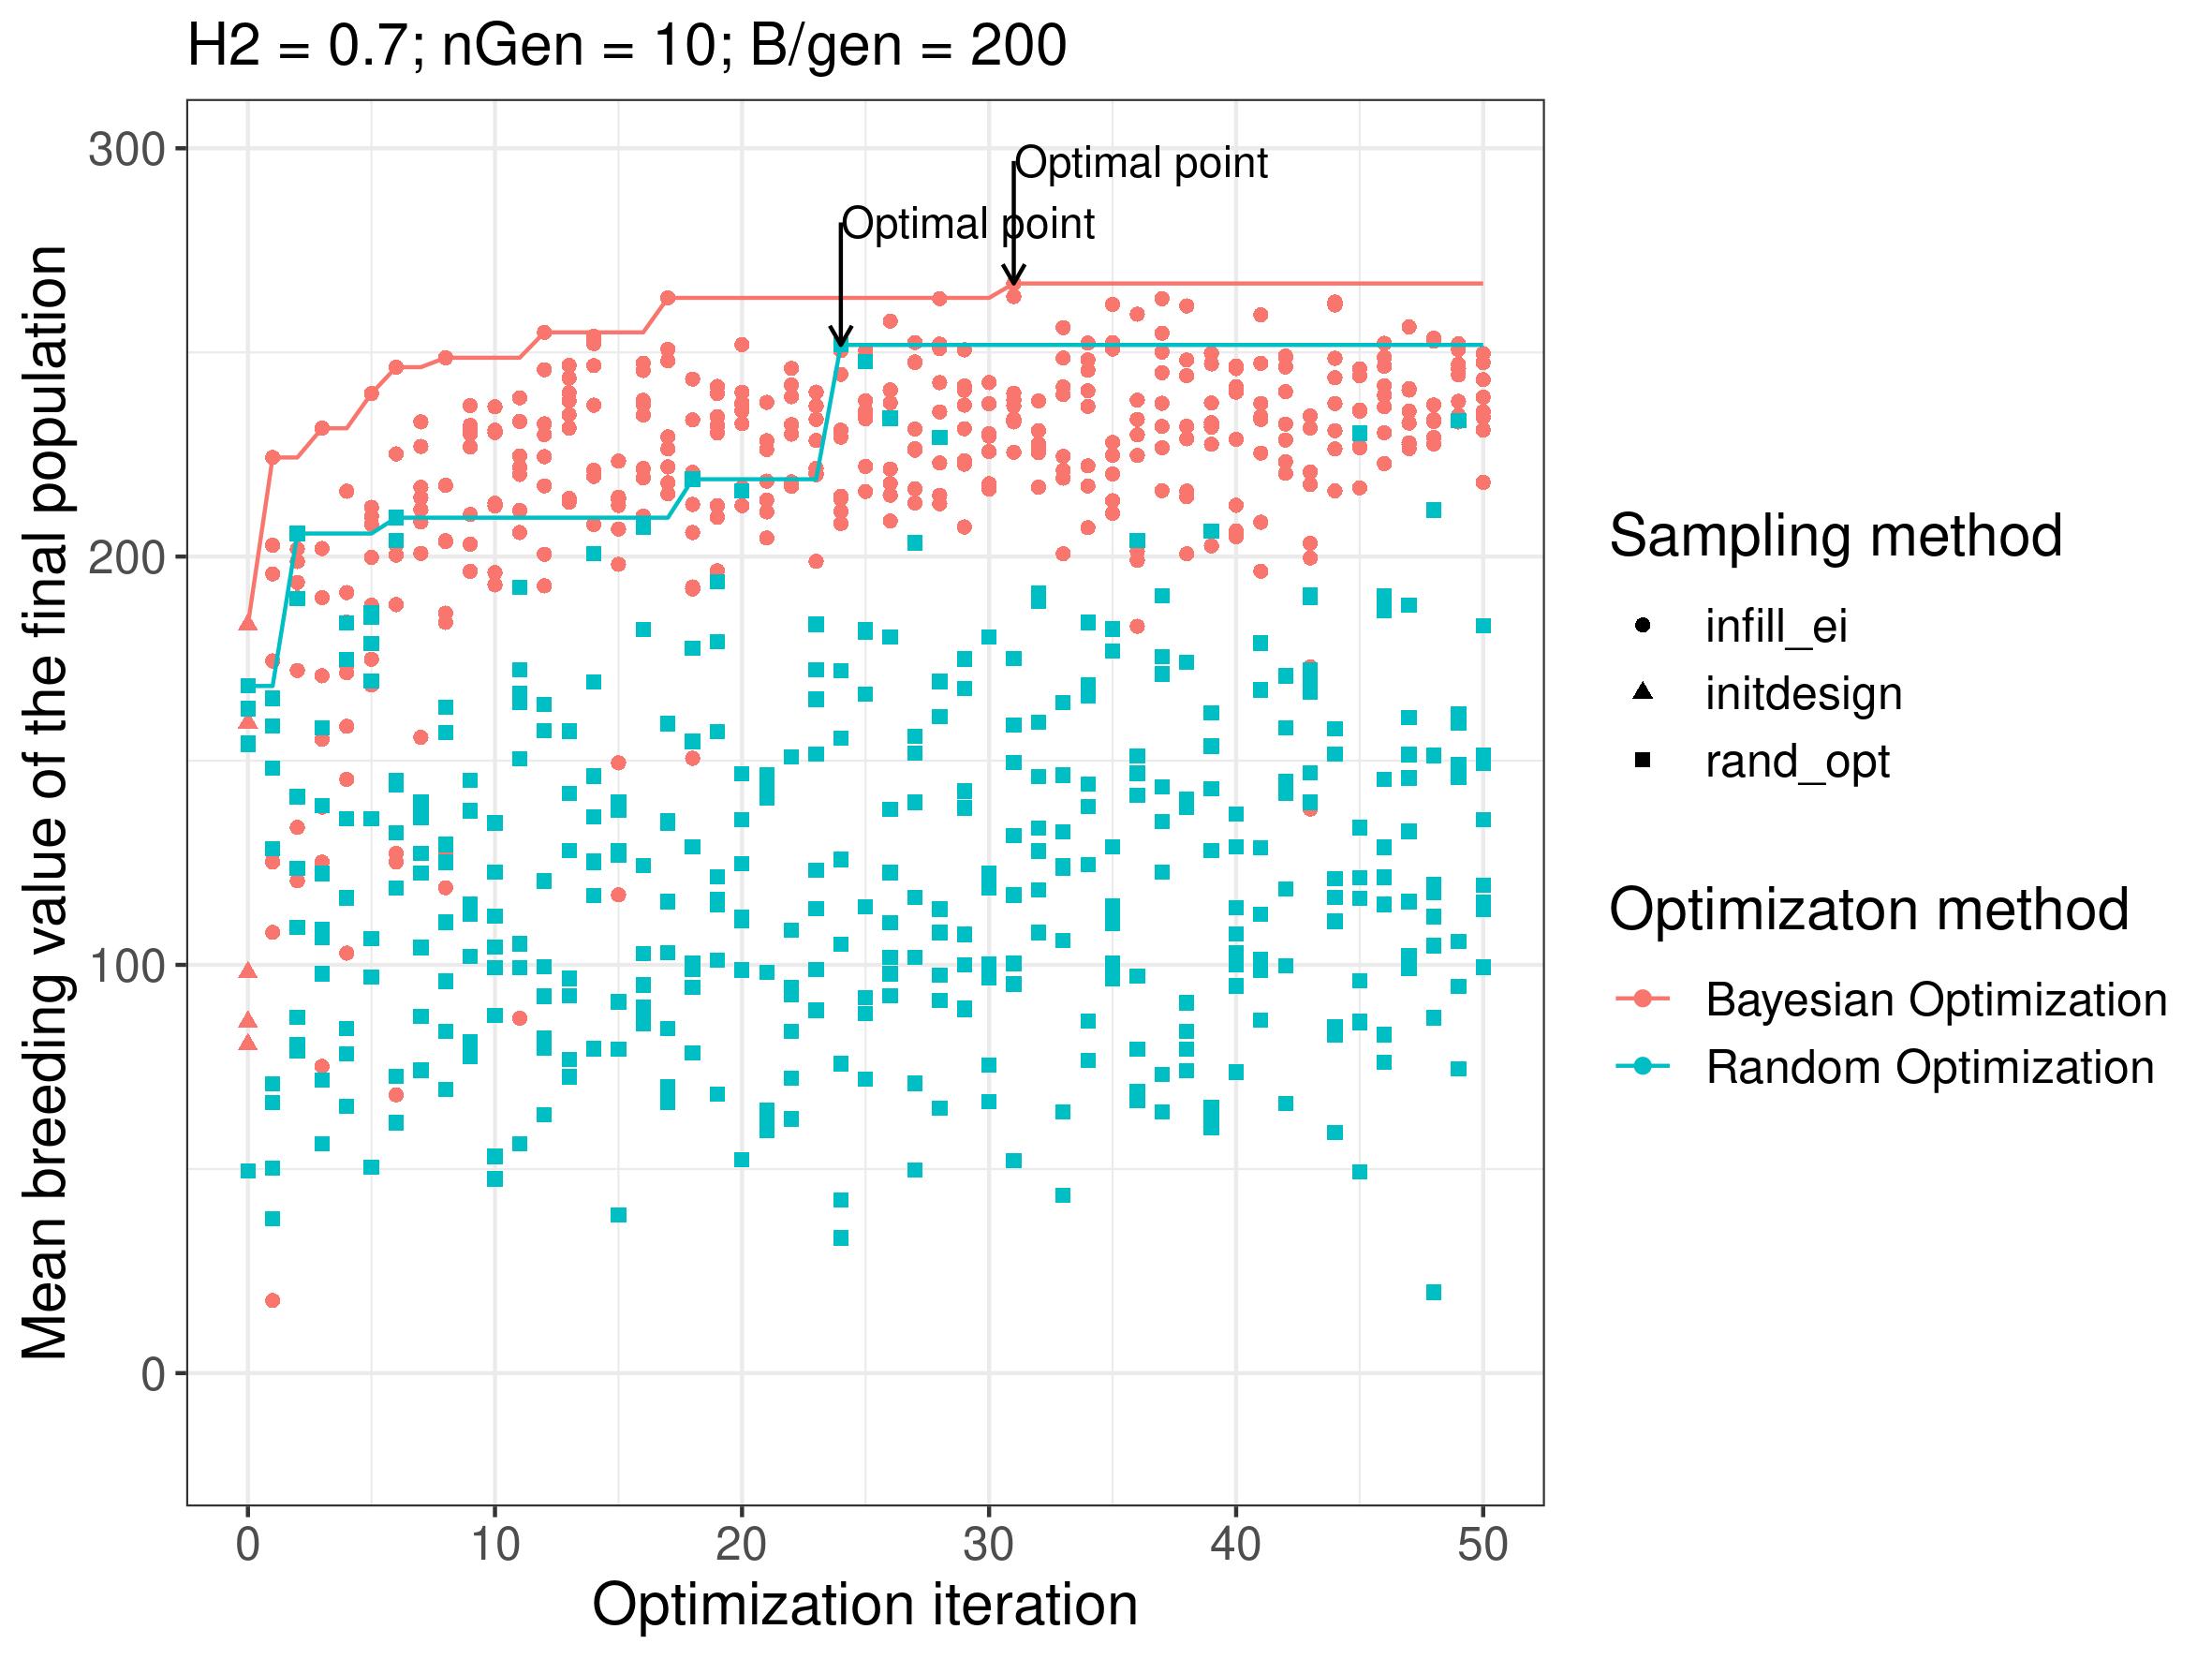 H2 = 0.7; nGen = 10; B/gen = 200
Mean breeding value of the final population
300
200
100
0
Optimal point
Optimal point
0 10 20 30 40 50
Optimization iteration
Sampling method
infill_ei
initdesign
rand_opt
Optimizaton method
Bayesian Optimization
Random Optimization